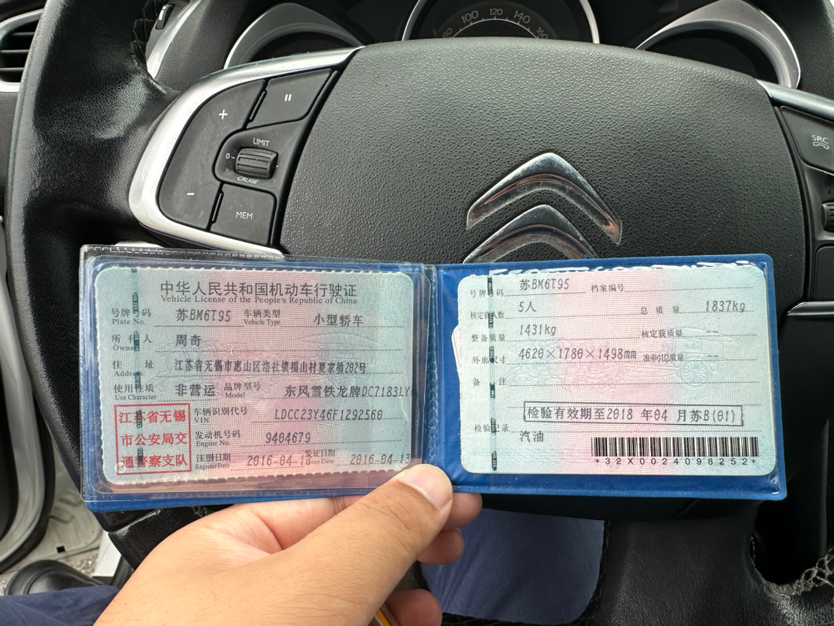 100 120 140
LIMIT
CRUISE
MEM
SRC
中华人民共和国机动车行驶证
Vehicle License of the People's Republic of China
号牌号码 苏BM6T95 车辆类型 小型轿车
Plate No. Vehicle Type
所有人 周奇
Owner
住址 江苏省无锡市惠山区洛社镇福山村夏家桥202号
Address
使用性质 非营运 品牌型号 东风雪铁龙牌DC7183LY
Use Character
江苏省无锡
市公安局交
通警察支队
车辆识别代号 LDCC23Y46F1292560
VIN
发动机号码 9404679
Engine No.
注册日期 2016-04-13 发证日期 2016-04-13
Register Date Issue Date
号牌号码 苏BM6T95 档案编号
核定载人数 5人 总质量 1837kg
整备质量 1431kg 核定载质量 --
外廓尺寸 4620×1780×1498mm 准牵引总质量 --
备注
检验有效期至2018 年04 月苏B(01)
检验记录
汽油
*32X0024098252*